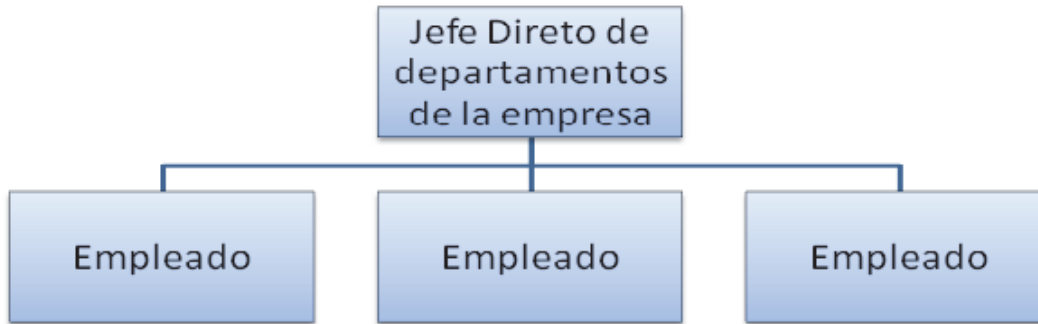 Jefe Direto de
departamentos
de la empresa
Empleado
Empleado
Empleado